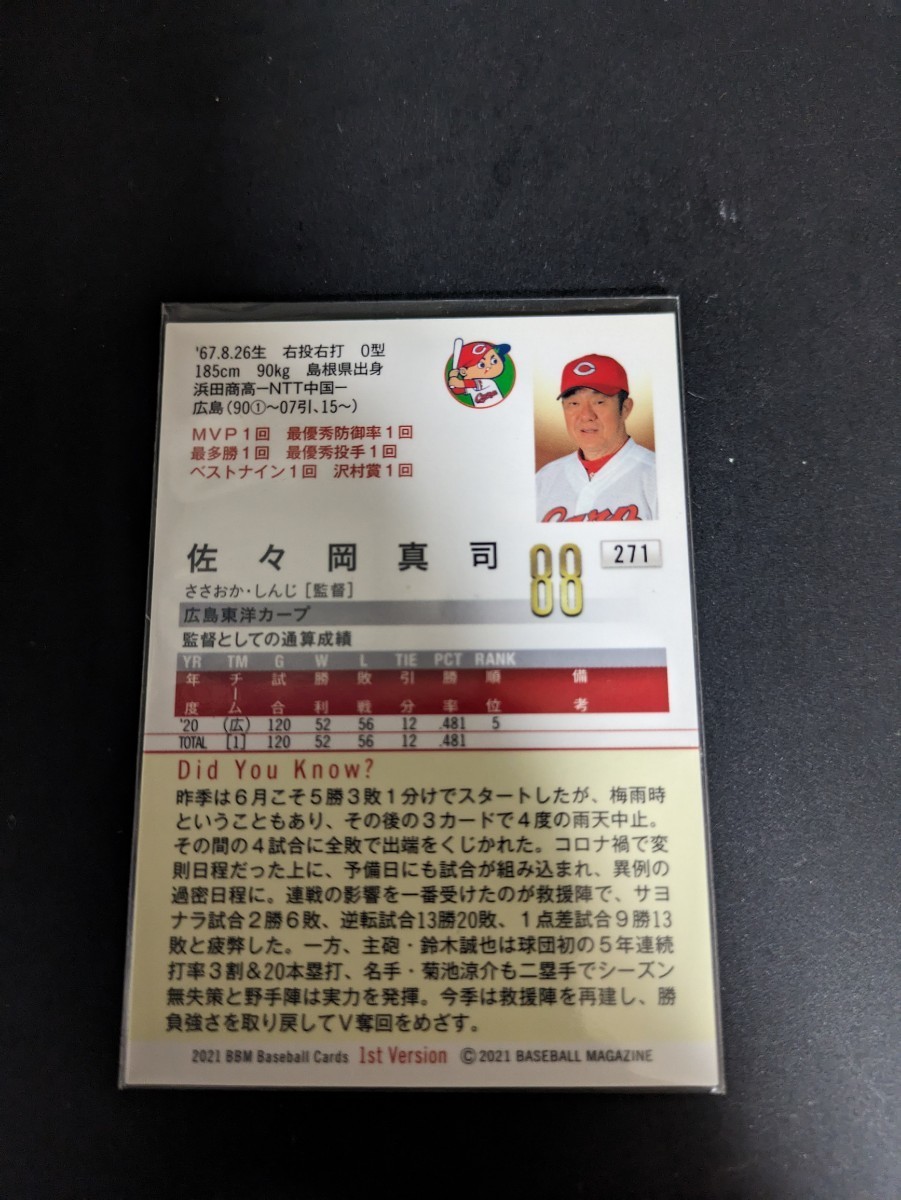 '67.8.26生 右投右打 O型
185cm 90kg 島根県出身
浜田商高ーNTT中国ー
広島(90①〜07引、15〜)
MVP1回 最優秀防御率1回
最多勝1回 最優秀投手1回
ベストナイン1回 沢村賞1回
C
Carp
佐々岡真司
88
271
ささおか・しんじ[監督]
広島東洋カープ
監督としての通算成績
YR TM G W L TIE PCT RANK
年度 チーム 試合 勝利 敗戦 引分 勝率 順位 備考
'20 (広) 120 52 56 12 .481 5
TOTAL [1] 120 52 56 12 .481
Did You Know?
昨季は6月こそ5勝3敗1分けでスタートしたが、梅雨時
ということもあり、その後の3カードで4度の雨天中止。
その間の4試合に全敗で出端をくじかれた。コロナ禍で変
則日程だった上に、予備日にも試合が組み込まれ、異例の
過密日程に。連戦の影響を一番受けたのが救援陣で、サヨ
ナラ試合2勝6敗、逆転試合13勝20敗、1点差試合9勝13
敗と疲弊した。一方、主砲・鈴木誠也は球団初の5年連続
打率3割&20本塁打、名手・菊池涼介も二塁手でシーズン
無失策と野手陣は実力を発揮。今季は救援陣を再建し、勝
負強さを取り戻してV奪回をめざす。
2021 BBM Baseball Cards 1st Version ©2021 BASEBALL MAGAZINE